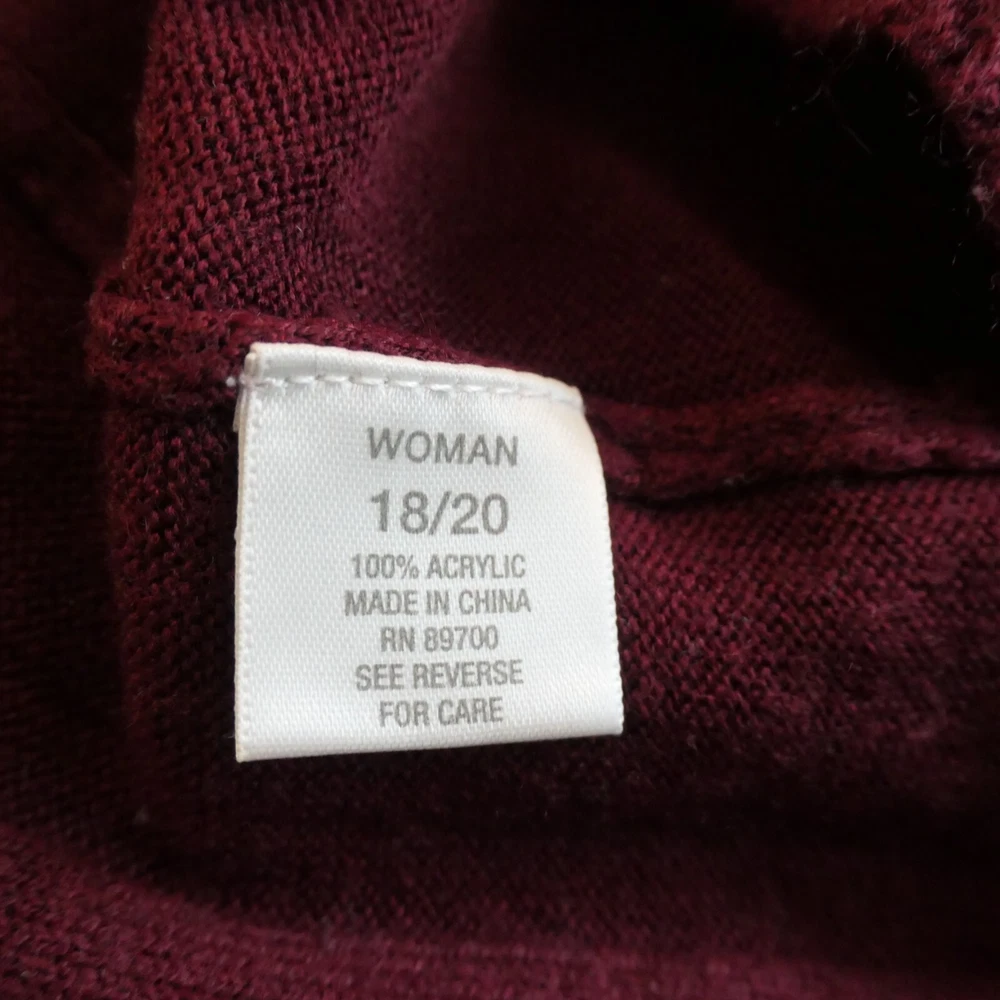 WOMAN
18/20
100% ACRYLIC
MADE IN CHINA
RN 89700
SEE REVERSE
FOR CARE